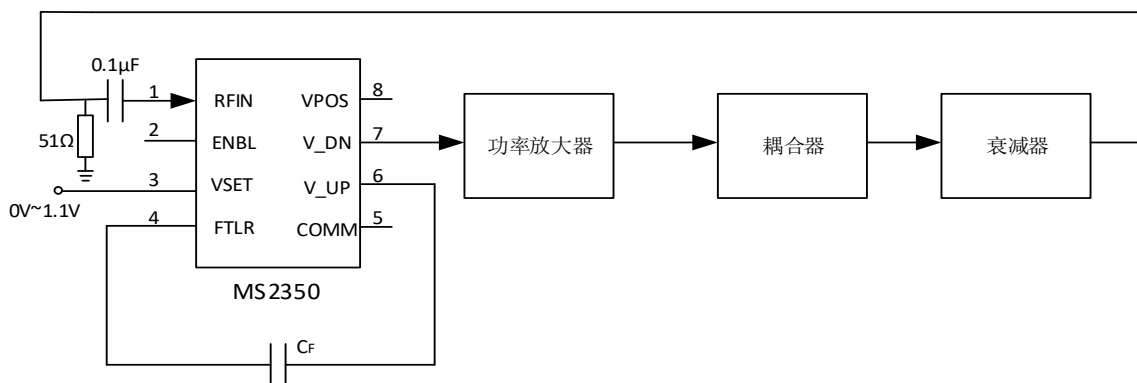 0.1μF
1
RFIN
VPOS
8
51Ω
2
ENBL
V_DN
7
功率放大器
耦合器
衰减器
3
VSET
V_UP
6
0V~1.1V
4
FTLR
COMM
5
MS2350
CF